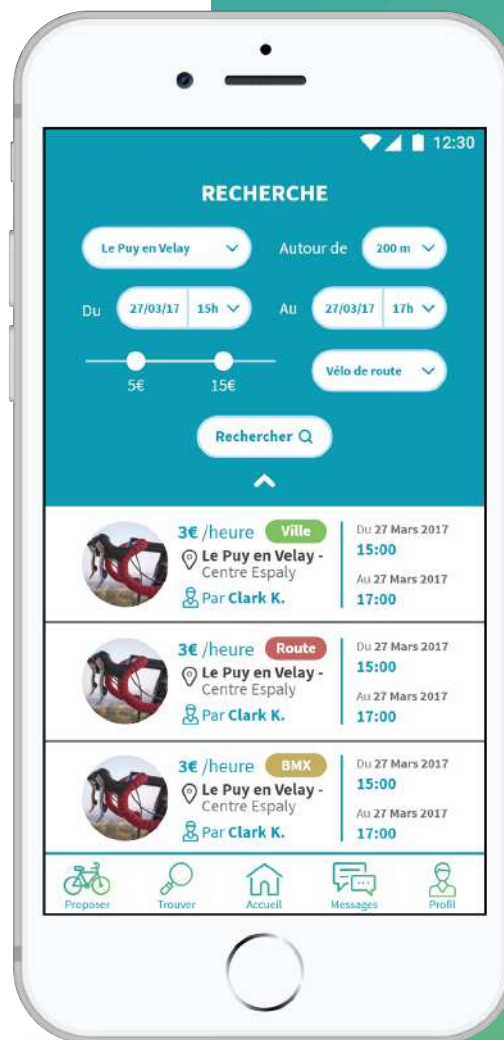 12:30
RECHERCHE
Le Puy en Velay Autour de 200 m
Du 27/03/17 15h Au 27/03/17 17h
5€ 15€ Vélo de route
Rechercher
3€ /heure Ville
Le Puy en Velay -
Centre Espaly
Par Clark K.
Du 27 Mars 2017
15:00
Au 27 Mars 2017
17:00
3€ /heure Route
Le Puy en Velay -
Centre Espaly
Par Clark K.
Du 27 Mars 2017
15:00
Au 27 Mars 2017
17:00
3€ /heure BMX
Le Puy en Velay -
Centre Espaly
Par Clark K.
Du 27 Mars 2017
15:00
Au 27 Mars 2017
17:00
Proposer Trouver Accueil Messages Profil